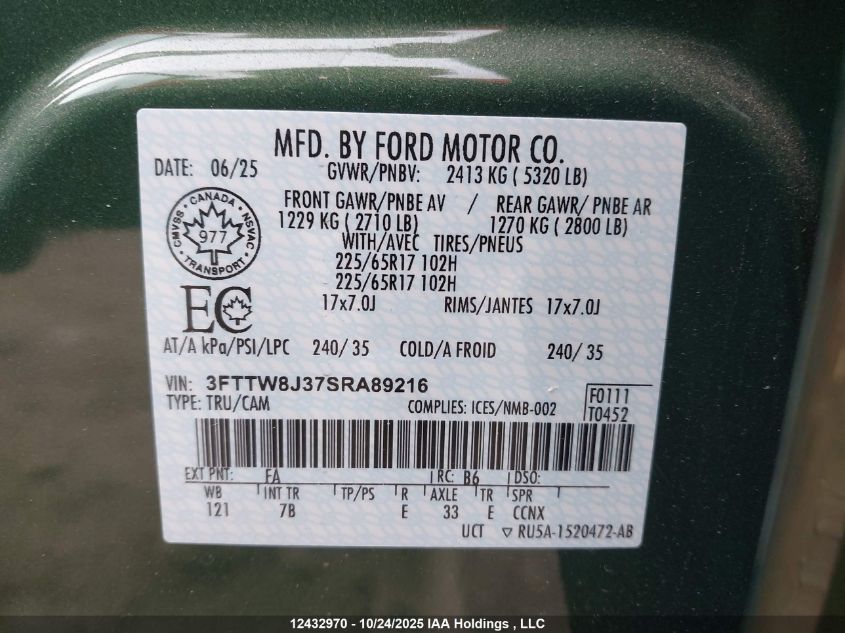 MFD. BY FORD MOTOR CO.
DATE: 06/25 GVWR/PNBV: 2413 KG ( 5320 LB)
FRONT GAWR/PNBE AV / REAR GAWR/ PNBE AR
1229 KG ( 2710 LB) 1270 KG ( 2800 LB)
WITH/AVEC TIRES/PNEUS
225/65R17 102H
225/65R17 102H
17x7.0J RIMS/JANTES 17x7.0J
CANADA
CMVSS NSVAC
977
TRANSPORT
EC
AT/A kPa/PSI/LPC 240/ 35 COLD/A FROID 240/ 35
VIN: 3FTTW8J37SRA89216
TYPE: TRU/CAM COMPLIES: ICES/NMB-002
F0111
T0452
EXT PNT: FA RC: B6 DSO:
WB INT TR TP/PS R AXLE TR SPR
121 7B E 33 E CCNX
UCT ▽ RU5A-1520472-AB
12432970 - 10/24/2025 IAA Holdings , LLC